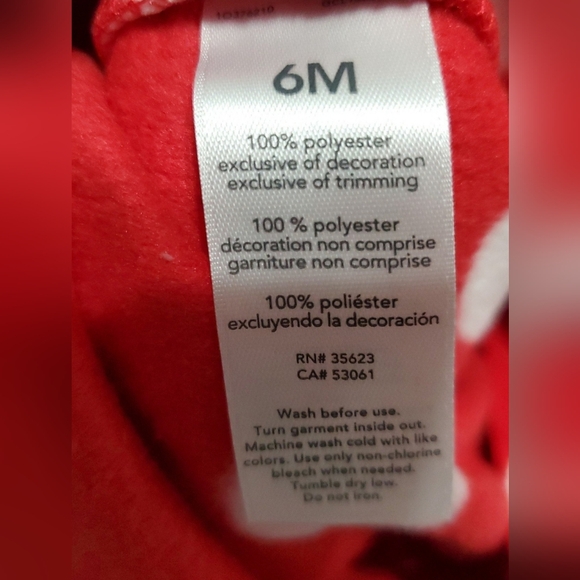 6M
100% polyester
exclusive of decoration
exclusive of trimming
100 % polyester
décoration non comprise
garniture non comprise
100% poliéster
excluyendo la decoración
RN# 35623
CA# 53061
Wash before use.
Turn garment inside out.
Machine wash cold with like
colors. Use only non-chlorine
bleach when needed.
Tumble dry low.
Do not iron.